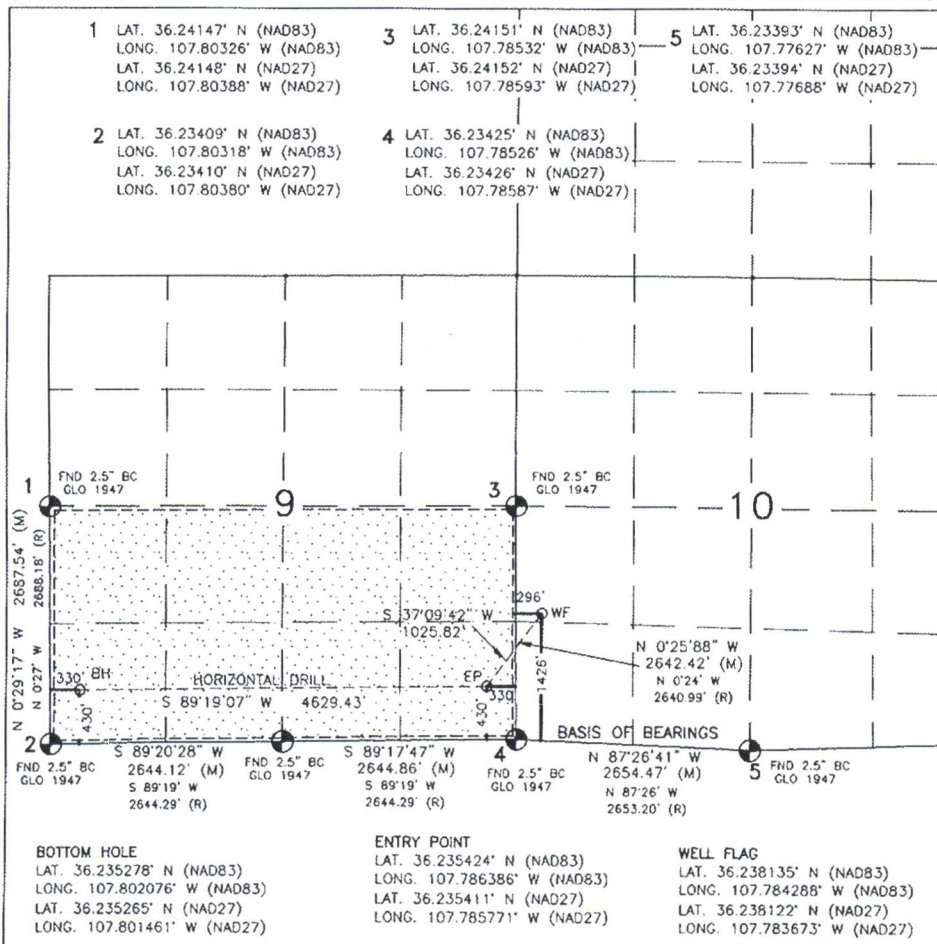 1 LAT. 36.24147° N (NAD83)
LONG. 107.80326° W (NAD83)
LAT. 36.24148° N (NAD27)
LONG. 107.80388° W (NAD27)
3 LAT. 36.24151° N (NAD83)
LONG. 107.78532° W (NAD83)
LAT. 36.24152° N (NAD27)
LONG. 107.78593° W (NAD27)
5 LAT. 36.23393° N (NAD83)
LONG. 107.77627° W (NAD83)
LAT. 36.23394° N (NAD27)
LONG. 107.77688° W (NAD27)
2 LAT. 36.23409° N (NAD83)
LONG. 107.80318° W (NAD83)
LAT. 36.23410° N (NAD27)
LONG. 107.80380° W (NAD27)
4 LAT. 36.23425° N (NAD83)
LONG. 107.78526° W (NAD83)
LAT. 36.23426° N (NAD27)
LONG. 107.78587° W (NAD27)
1
FND 2.5" BC
GLO 1947
9
3
FND 2.5" BC
GLO 1947
10
N 0°29'17" W 2687.54' (M)
N 0°27' W 2688.18' (R)
296'
WF
S 37°09'42" W
1025.82'
1426'
N 0°25'88" W
2642.42' (M)
N 0°24' W
2640.99' (R)
330' BH
430'
HORIZONTAL DRILL
S 89°19'07" W 4629.43'
EP
330'
430'
BASIS OF BEARINGS
2
FND 2.5" BC
GLO 1947
S 89°20'28" W
2644.12' (M)
S 89°19' W
2644.29' (R)
FND 2.5" BC
GLO 1947
S 89°17'47" W
2644.86' (M)
S 89°19' W
2644.29' (R)
4
FND 2.5" BC
GLO 1947
N 87°26'41" W
2654.47' (M)
N 87°26' W
2653.20' (R)
5
FND 2.5" BC
GLO 1947
BOTTOM HOLE
LAT. 36.235278° N (NAD83)
LONG. 107.802076° W (NAD83)
LAT. 36.235265° N (NAD27)
LONG. 107.801461° W (NAD27)
ENTRY POINT
LAT. 36.235424° N (NAD83)
LONG. 107.786386° W (NAD83)
LAT. 36.235411° N (NAD27)
LONG. 107.785771° W (NAD27)
WELL FLAG
LAT. 36.238135° N (NAD83)
LONG. 107.784288° W (NAD83)
LAT. 36.238122° N (NAD27)
LONG. 107.783673° W (NAD27)